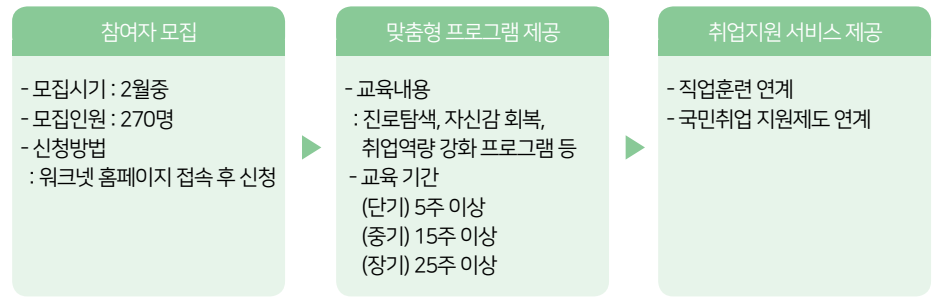 참여자 모집
- 모집시기 : 2월중
- 모집인원 : 270명
- 신청방법
: 워크넷 홈페이지 접속 후 신청
맞춤형 프로그램 제공
- 교육내용
: 진로탐색, 자신감 회복,
취업역량 강화 프로그램 등
- 교육 기간
(단기) 5주 이상
(중기) 15주 이상
(장기) 25주 이상
취업지원 서비스 제공
- 직업훈련 연계
- 국민취업 지원제도 연계